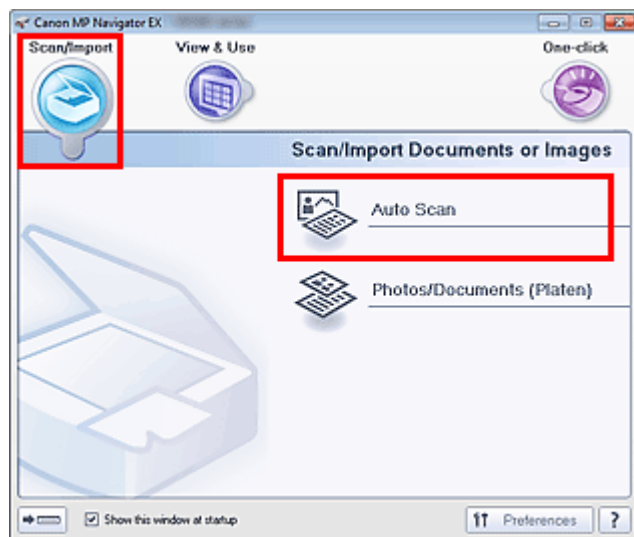 Canon MP Navigator EX
Scan/Import View & Use One-click
Scan/Import Documents or Images
Auto Scan
Photos/Documents (Platen)
Show this window at startup Preferences ?